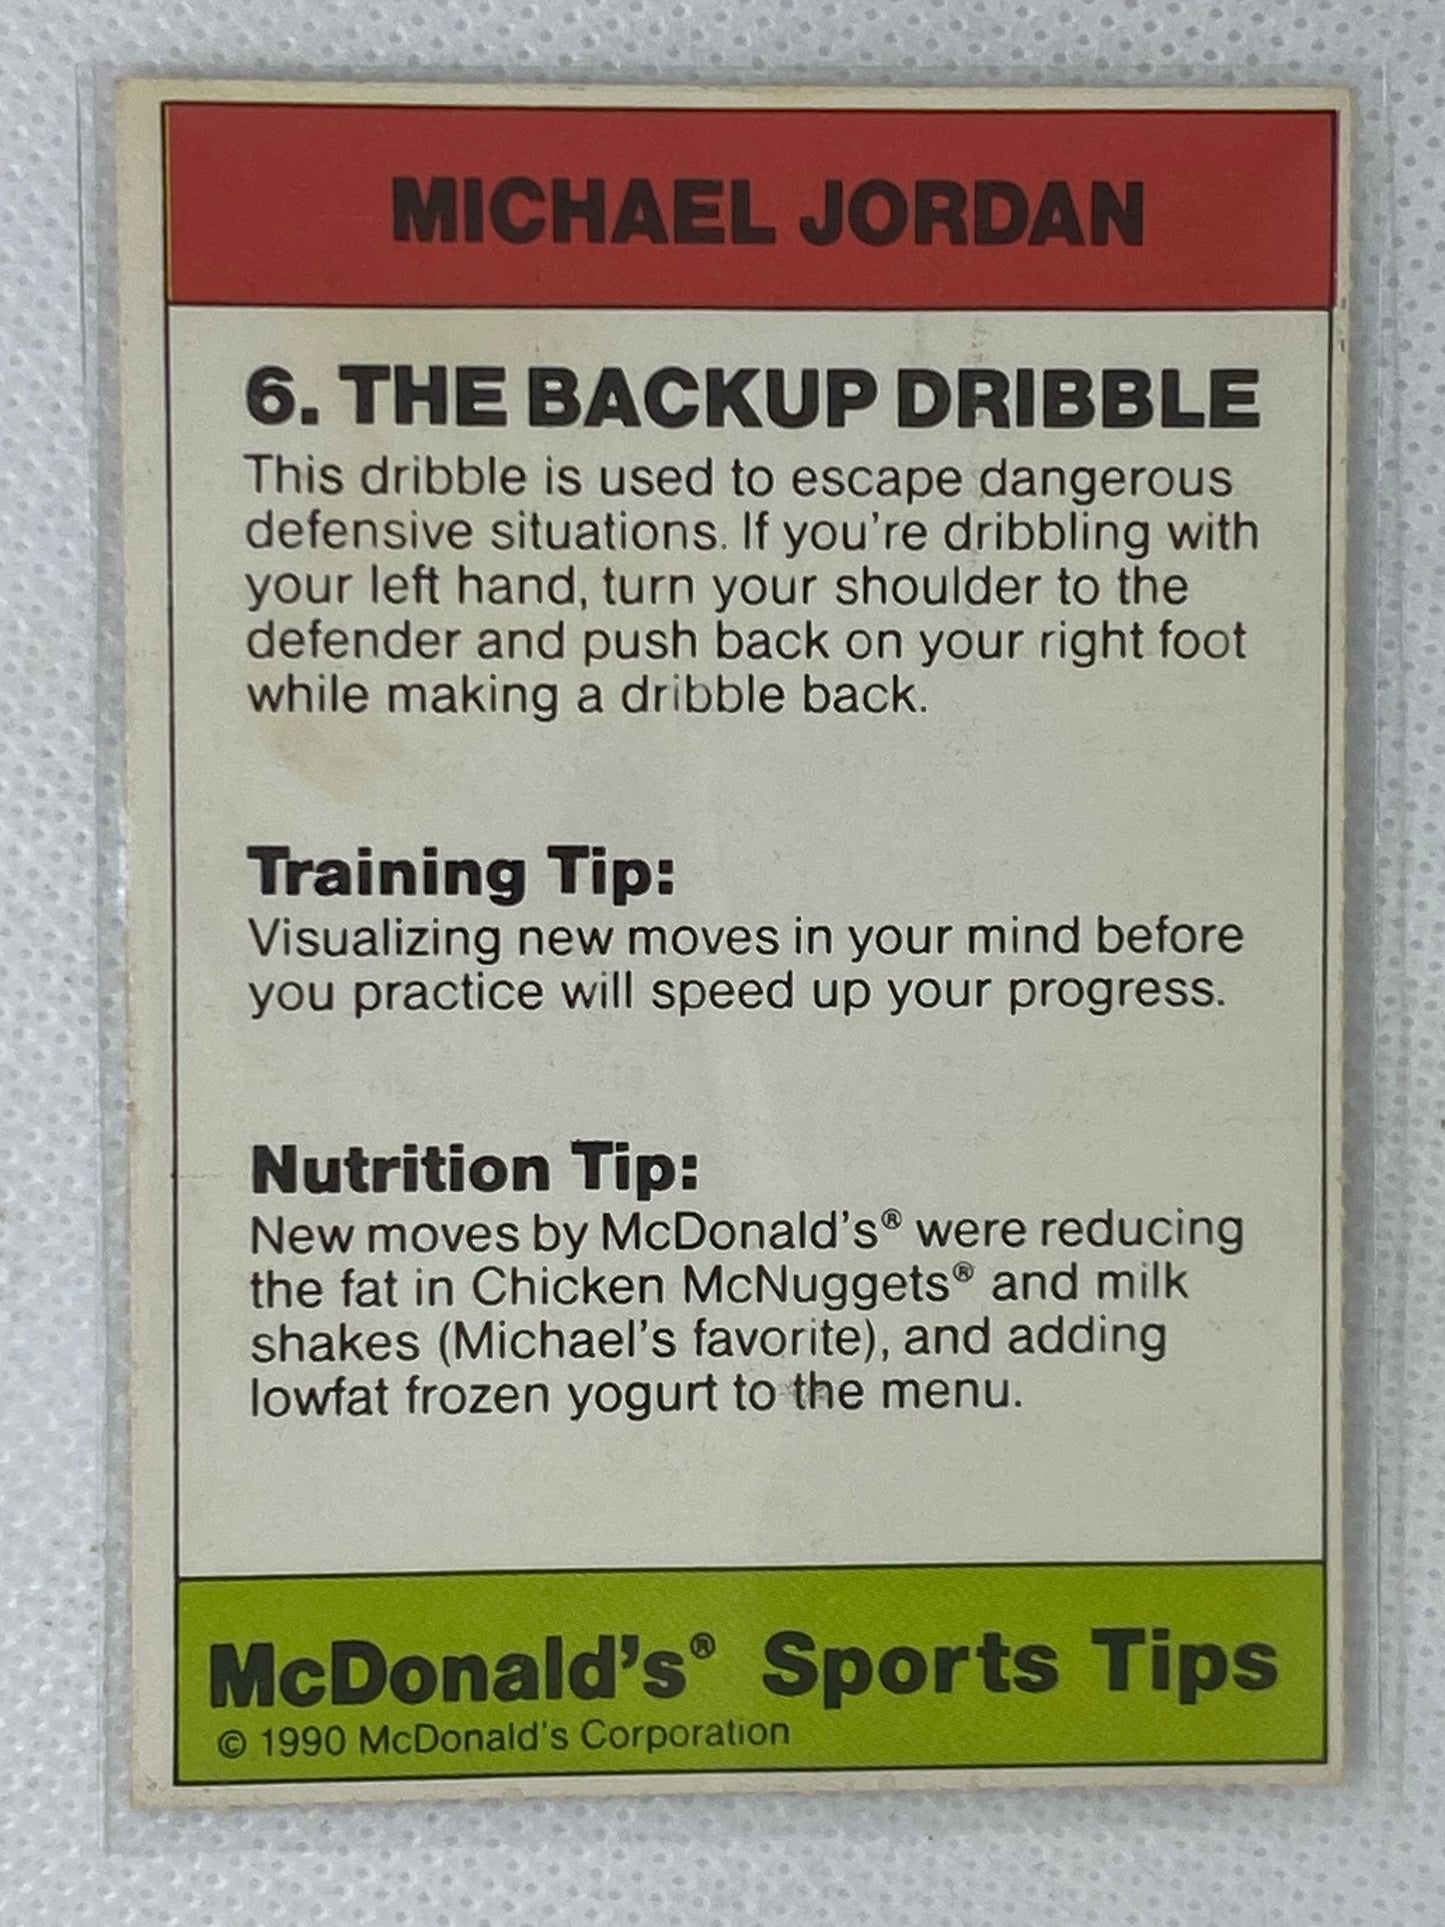 MICHAEL JORDAN
6. THE BACKUP DRIBBLE
This dribble is used to escape dangerous
defensive situations. If you're dribbling with
your left hand, turn your shoulder to the
defender and push back on your right foot
while making a dribble back.
Training Tip:
Visualizing new moves in your mind before
you practice will speed up your progress.
Nutrition Tip:
New moves by McDonald's® were reducing
the fat in Chicken McNuggets® and milk
shakes (Michael's favorite), and adding
lowfat frozen yogurt to the menu.
McDonald's® Sports Tips
© 1990 McDonald's Corporation